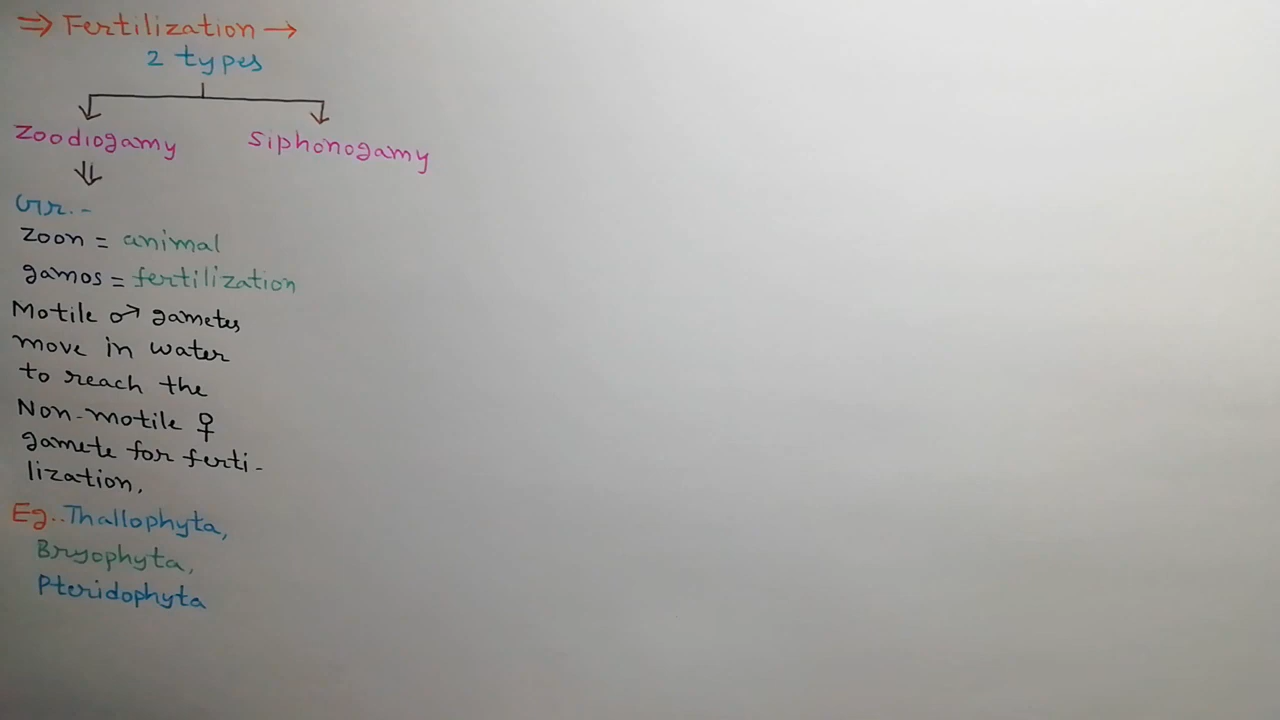 ⇒ Fertilization →
2 types
Zoodiogamy Siphonogamy
Gr. -
Zoon = animal
gamos = fertilization
Motile ♂ gametes
move in water
to reach the
Non-motile ♀
gamete for ferti-
lization,
Eg.. Thallophyta,
Bryophyta,
Pteridophyta